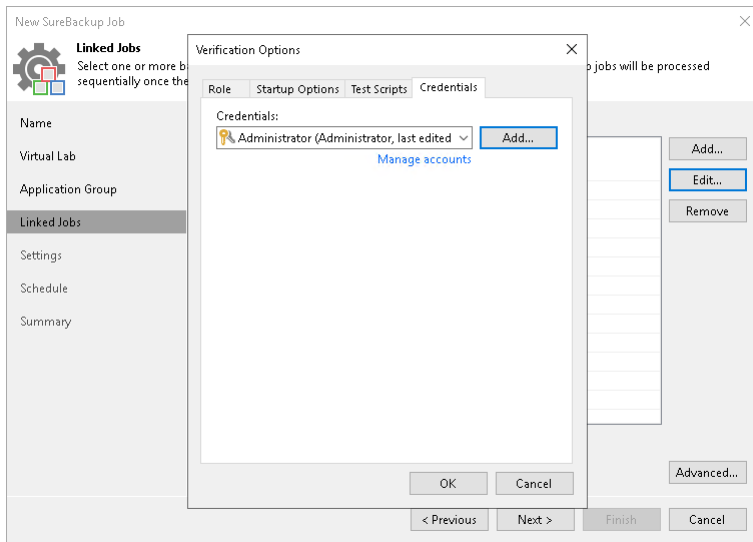 New SureBackup Job
Linked Jobs
Select one or more b
o jobs will be processed
sequentially once the
Verification Options
Role
Startup Options
Test Scripts
Credentials
Credentials:
Administrator (Administrator, last edited
Add...
Manage accounts
OK
Cancel
Name
Virtual Lab
Application Group
Linked Jobs
Settings
Schedule
Summary
Add...
Edit...
Remove
Advanced...
< Previous
Next >
Finish
Cancel